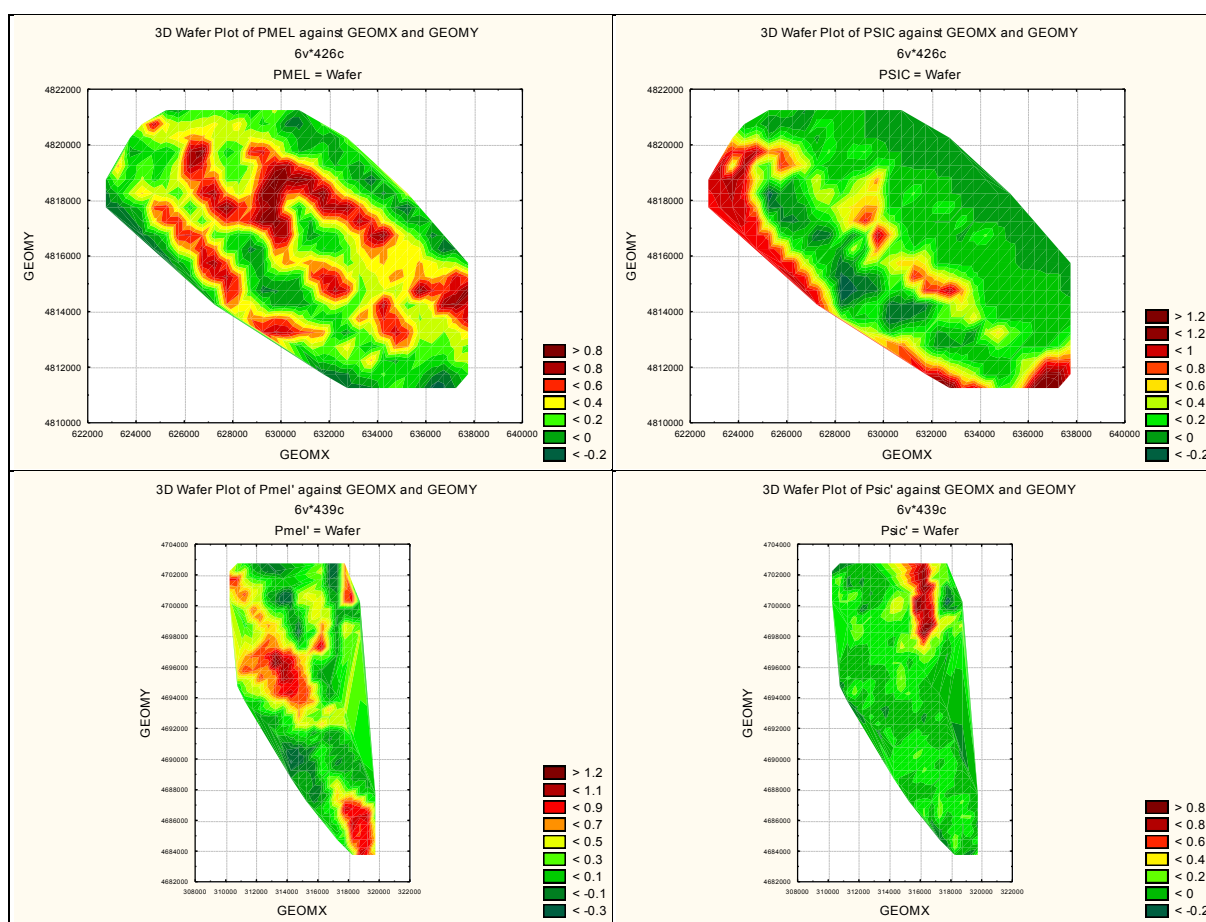 3D Wafer Plot of PMEL against GEOMX and GEOMY
6v*426c
PMEL = Wafer
4822000
4820000
4818000
4816000
4814000
4812000
4810000
GEOMY
622000 624000 626000 628000 630000 632000 634000 636000 638000 640000
GEOMX
> 0.8
< 0.8
< 0.6
< 0.4
< 0.2
< 0
< -0.2
3D Wafer Plot of PSIC against GEOMX and GEOMY
6v*426c
PSIC = Wafer
4822000
4820000
4818000
4816000
4814000
4812000
4810000
GEOMY
622000 624000 626000 628000 630000 632000 634000 636000 638000 640000
GEOMX
> 1.2
< 1.2
< 1
< 0.8
< 0.6
< 0.4
< 0.2
< 0
< -0.2
3D Wafer Plot of Pmel' against GEOMX and GEOMY
6v*439c
Pmel' = Wafer
4704000
4702000
4700000
4698000
4696000
4694000
4692000
4690000
4688000
4686000
4684000
4682000
GEOMY
308000 310000 312000 314000 316000 318000 320000 322000
GEOMX
> 1.2
< 1.1
< 0.9
< 0.7
< 0.5
< 0.3
< 0.1
< -0.1
< -0.3
3D Wafer Plot of Psic' against GEOMX and GEOMY
6v*439c
Psic' = Wafer
4704000
4702000
4700000
4698000
4696000
4694000
4692000
4690000
4688000
4686000
4684000
4682000
GEOMY
308000 310000 312000 314000 316000 318000 320000 322000
GEOMX
> 0.8
< 0.8
< 0.6
< 0.4
< 0.2
< 0
< -0.2